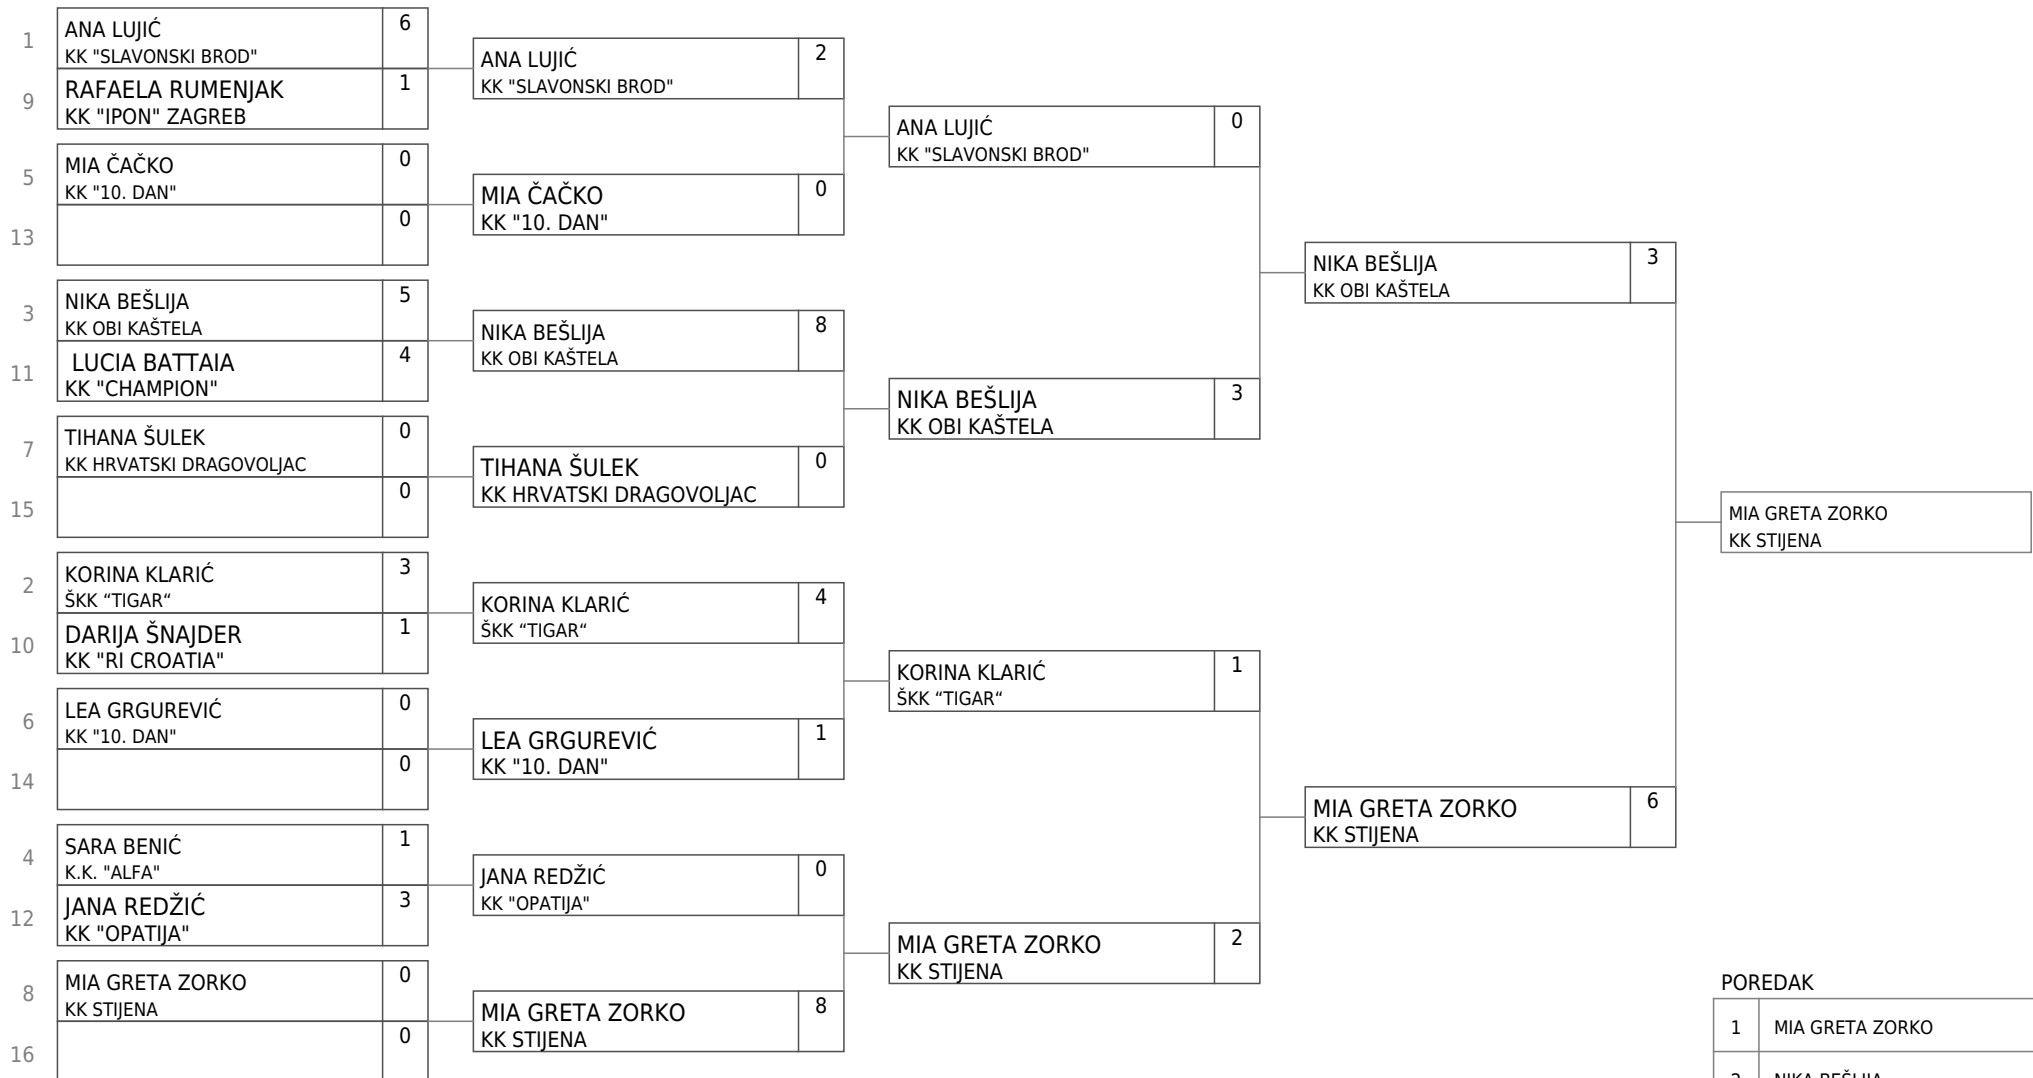 1
ANA LUJIĆ
KK "SLAVONSKI BROD"
6
9
RAFAELA RUMENJAK
KK "IPON" ZAGREB
1
5
MIA ČAČKO
KK "10. DAN"
0
13
0
3
NIKA BEŠLIJA
KK OBI KAŠTELA
5
11
LUCIA BATTAIA
KK "CHAMPION"
4
7
TIHANA ŠULEK
KK HRVATSKI DRAGOVOLJAC
0
15
0
2
KORINA KLARIĆ
ŠKK “TIGAR“
3
10
DARIJA ŠNAJDER
KK "RI CROATIA"
1
6
LEA GRGUREVIĆ
KK "10. DAN"
0
14
0
4
SARA BENIĆ
K.K. "ALFA"
1
12
JANA REDŽIĆ
KK "OPATIJA"
3
8
MIA GRETA ZORKO
KK STIJENA
0
16
0
ANA LUJIĆ
KK "SLAVONSKI BROD"
2
MIA ČAČKO
KK "10. DAN"
0
NIKA BEŠLIJA
KK OBI KAŠTELA
8
TIHANA ŠULEK
KK HRVATSKI DRAGOVOLJAC
0
KORINA KLARIĆ
ŠKK “TIGAR“
4
LEA GRGUREVIĆ
KK "10. DAN"
1
JANA REDŽIĆ
KK "OPATIJA"
0
MIA GRETA ZORKO
KK STIJENA
8
ANA LUJIĆ
KK "SLAVONSKI BROD"
0
NIKA BEŠLIJA
KK OBI KAŠTELA
3
KORINA KLARIĆ
ŠKK “TIGAR“
1
MIA GRETA ZORKO
KK STIJENA
2
NIKA BEŠLIJA
KK OBI KAŠTELA
3
MIA GRETA ZORKO
KK STIJENA
6
MIA GRETA ZORKO
KK STIJENA
POREDAK
1 MIA GRETA ZORKO
2 NIKA BEŠLIJA